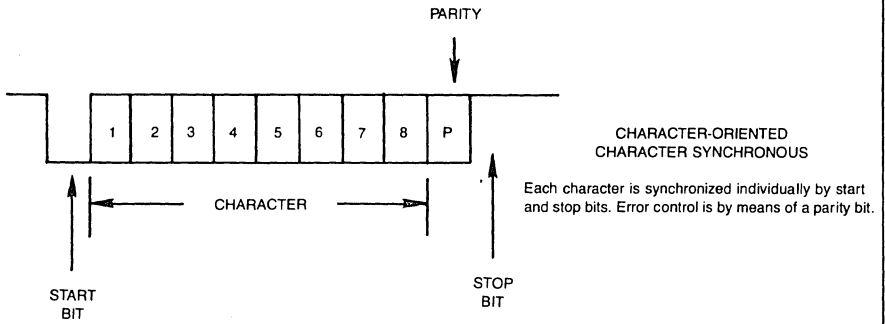 PARITY
1 2 3 4 5 6 7 8 P
CHARACTER-ORIENTED
CHARACTER SYNCHRONOUS
Each character is synchronized individually by start
and stop bits. Error control is by means of a parity bit.
CHARACTER
START
BIT
STOP
BIT